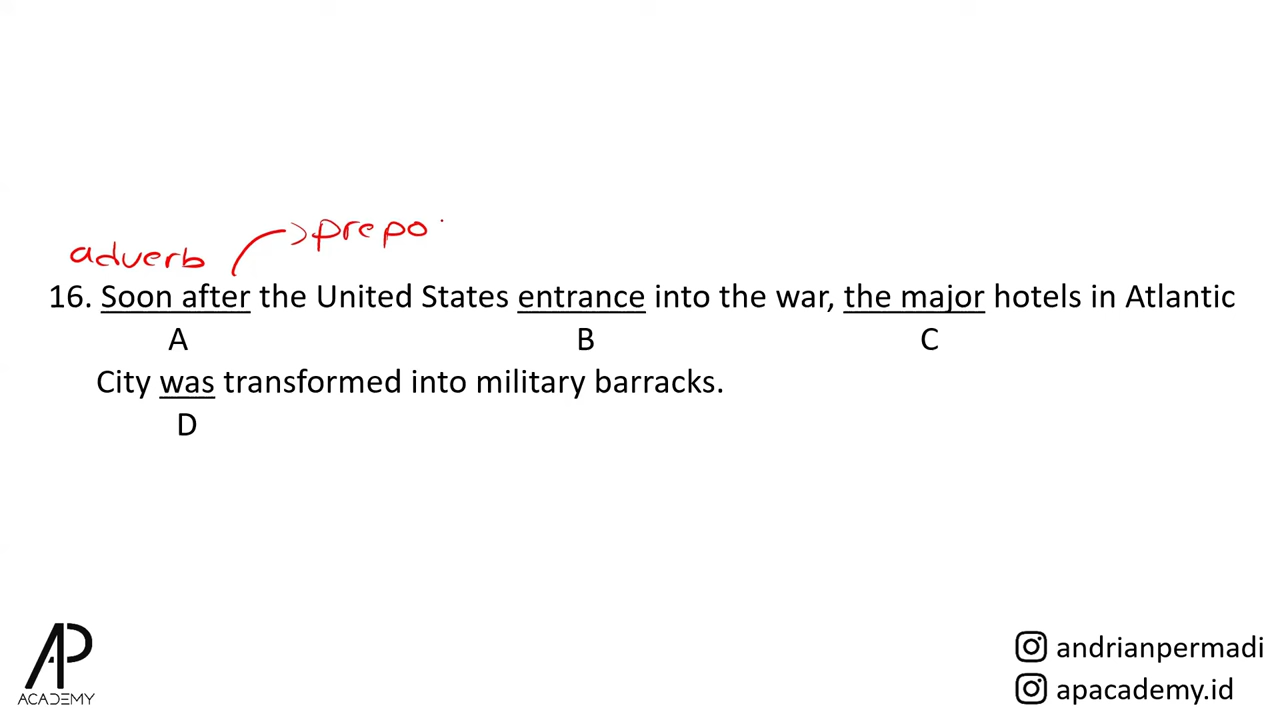 prepo
adverb
16. Soon after the United States entrance into the war, the major hotels in Atlantic
A B C
City was transformed into military barracks.
D
AP
ACADEMY
andrianpermadi
apacademy.id